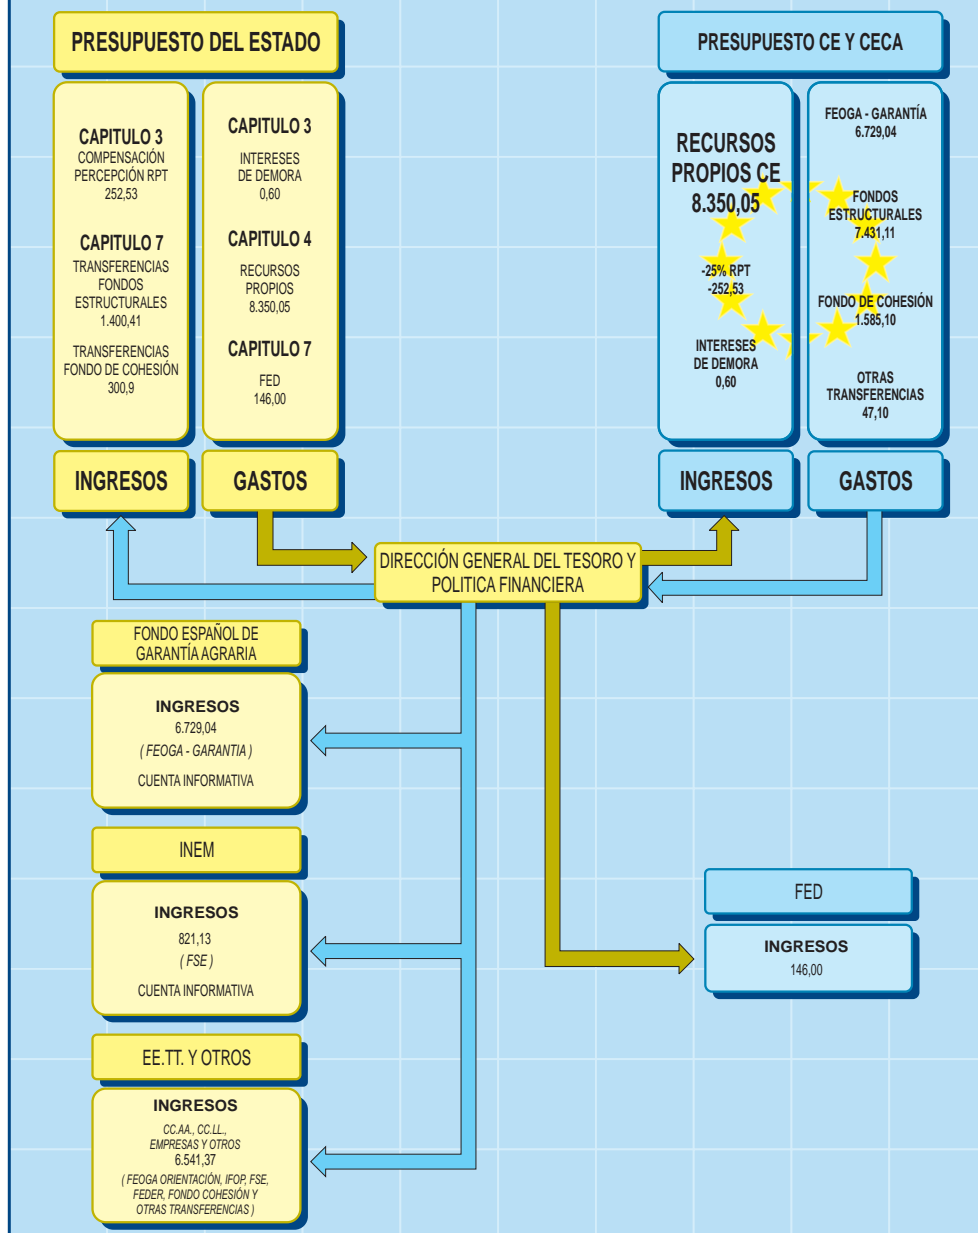 PRESUPUESTO DEL ESTADO
CAPITULO 3
COMPENSACIÓN
PERCEPCIÓN RPT
252,53
CAPITULO 7
TRANSFERENCIAS
FONDOS
ESTRUCTURALES
1.400,41
TRANSFERENCIAS
FONDO DE COHESIÓN
300,9
INGRESOS
CAPITULO 3
INTERESES
DE DEMORA
0,60
CAPITULO 4
RECURSOS
PROPIOS
8.350,05
CAPITULO 7
FED
146,00
GASTOS
PRESUPUESTO CE Y CECA
RECURSOS
PROPIOS CE
8.350,05
-25% RPT
-252,53
INTERESES
DE DEMORA
0,60
INGRESOS
FEOGA - GARANTÍA
6.729,04
FONDOS
ESTRUCTURALES
7.431,11
FONDO DE COHESIÓN
1.585,10
OTRAS
TRANSFERENCIAS
47,10
GASTOS
DIRECCIÓN GENERAL DEL TESORO Y
POLITICA FINANCIERA
FONDO ESPAÑOL DE
GARANTÍA AGRARIA
INGRESOS
6.729,04
( FEOGA - GARANTIA )
CUENTA INFORMATIVA
INEM
INGRESOS
821,13
( FSE )
CUENTA INFORMATIVA
EE.TT. Y OTROS
INGRESOS
CC.AA., CC.LL.,
EMPRESAS Y OTROS
6.541,37
( FEOGA ORIENTACIÓN, IFOP, FSE,
FEDER, FONDO COHESIÓN Y
OTRAS TRANSFERENCIAS )
FED
INGRESOS
146,00